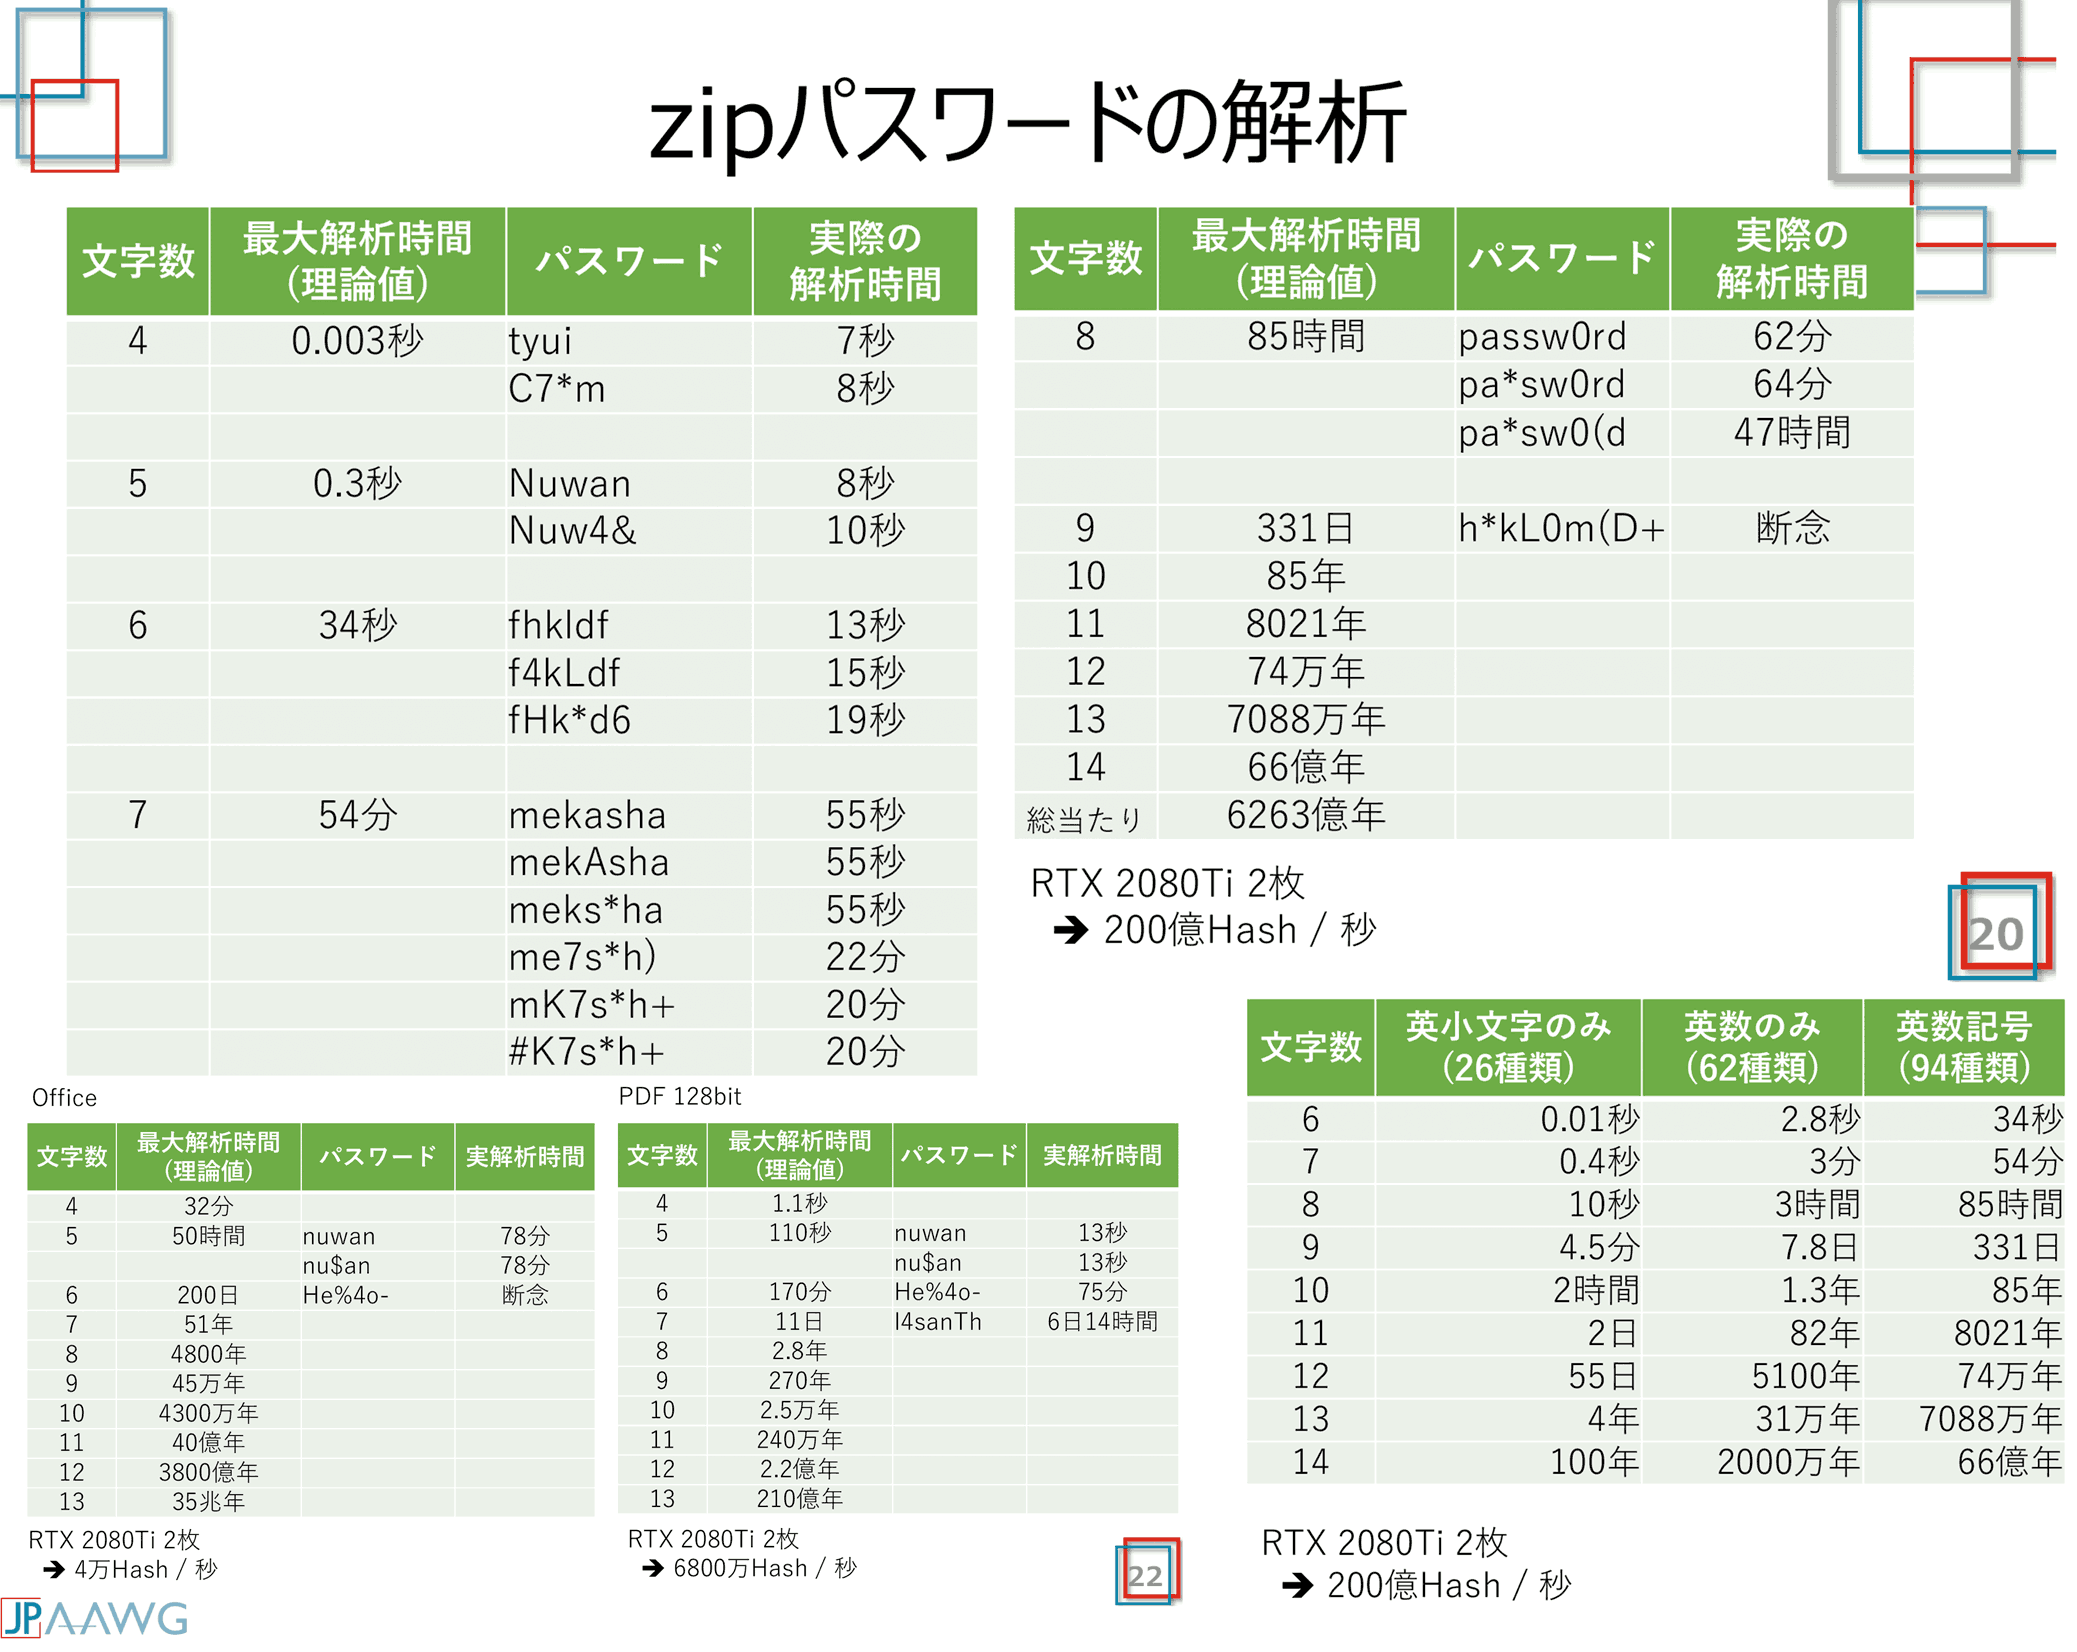 zipパスワードの解析
文字数 最大解析時間(理論値) パスワード 実際の解析時間
4 0.003秒 tyui 7秒
C7*m 8秒
5 0.3秒 Nuwan 8秒
Nuw4& 10秒
6 34秒 fhkldf 13秒
f4kLdf 15秒
fHk*d6 19秒
7 54分 mekasha 55秒
mekAsha 55秒
meks*ha 55秒
me7s*h) 22分
mK7s*h+ 20分
#K7s*h+ 20分
文字数 最大解析時間(理論値) パスワード 実際の解析時間
8 85時間 passw0rd 62分
pa*sw0rd 64分
pa*sw0(d 47時間
9 331日 h*kL0m(D+ 断念
10 85年
11 8021年
12 74万年
13 7088万年
14 66億年
総当たり 6263億年
RTX 2080Ti 2枚
➔ 200億Hash / 秒
20
Office
文字数 最大解析時間(理論値) パスワード 実解析時間
4 32分
5 50時間 nuwan 78分
nu$an 78分
6 200日 He%4o- 断念
7 51年
8 4800年
9 45万年
10 4300万年
11 40億年
12 3800億年
13 35兆年
RTX 2080Ti 2枚
➔ 4万Hash / 秒
PDF 128bit
文字数 最大解析時間(理論値) パスワード 実解析時間
4 1.1秒
5 110秒 nuwan 13秒
nu$an 13秒
6 170分 He%4o- 75分
7 11日 l4sanTh 6日14時間
8 2.8年
9 270年
10 2.5万年
11 240万年
12 2.2億年
13 210億年
RTX 2080Ti 2枚
➔ 6800万Hash / 秒
22
文字数 英小文字のみ(26種類) 英数のみ(62種類) 英数記号(94種類)
6 0.01秒 2.8秒 34秒
7 0.4秒 3分 54分
8 10秒 3時間 85時間
9 4.5分 7.8日 331日
10 2時間 1.3年 85年
11 2日 82年 8021年
12 55日 5100年 74万年
13 4年 31万年 7088万年
14 100年 2000万年 66億年
RTX 2080Ti 2枚
➔ 200億Hash / 秒
JPAAWG